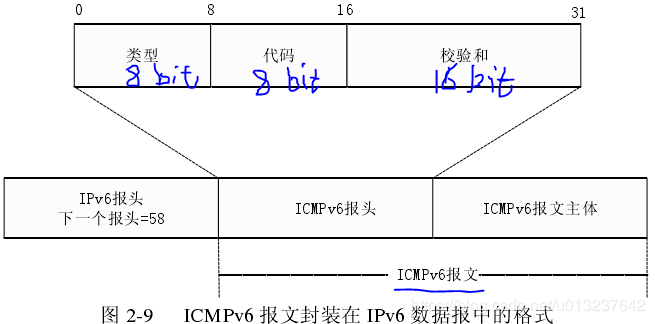 0 8 16 31
类型 代码 校验和
8 bit 8 bit 16 bit
IPv6报头 ICMPv6报头 ICMPv6报文主体
下一个报头=58
ICMPv6报文
https://blog.csdn.net/u013237642
图 2-9 ICMPv6 报文封装在 IPv6 数据报中的格式